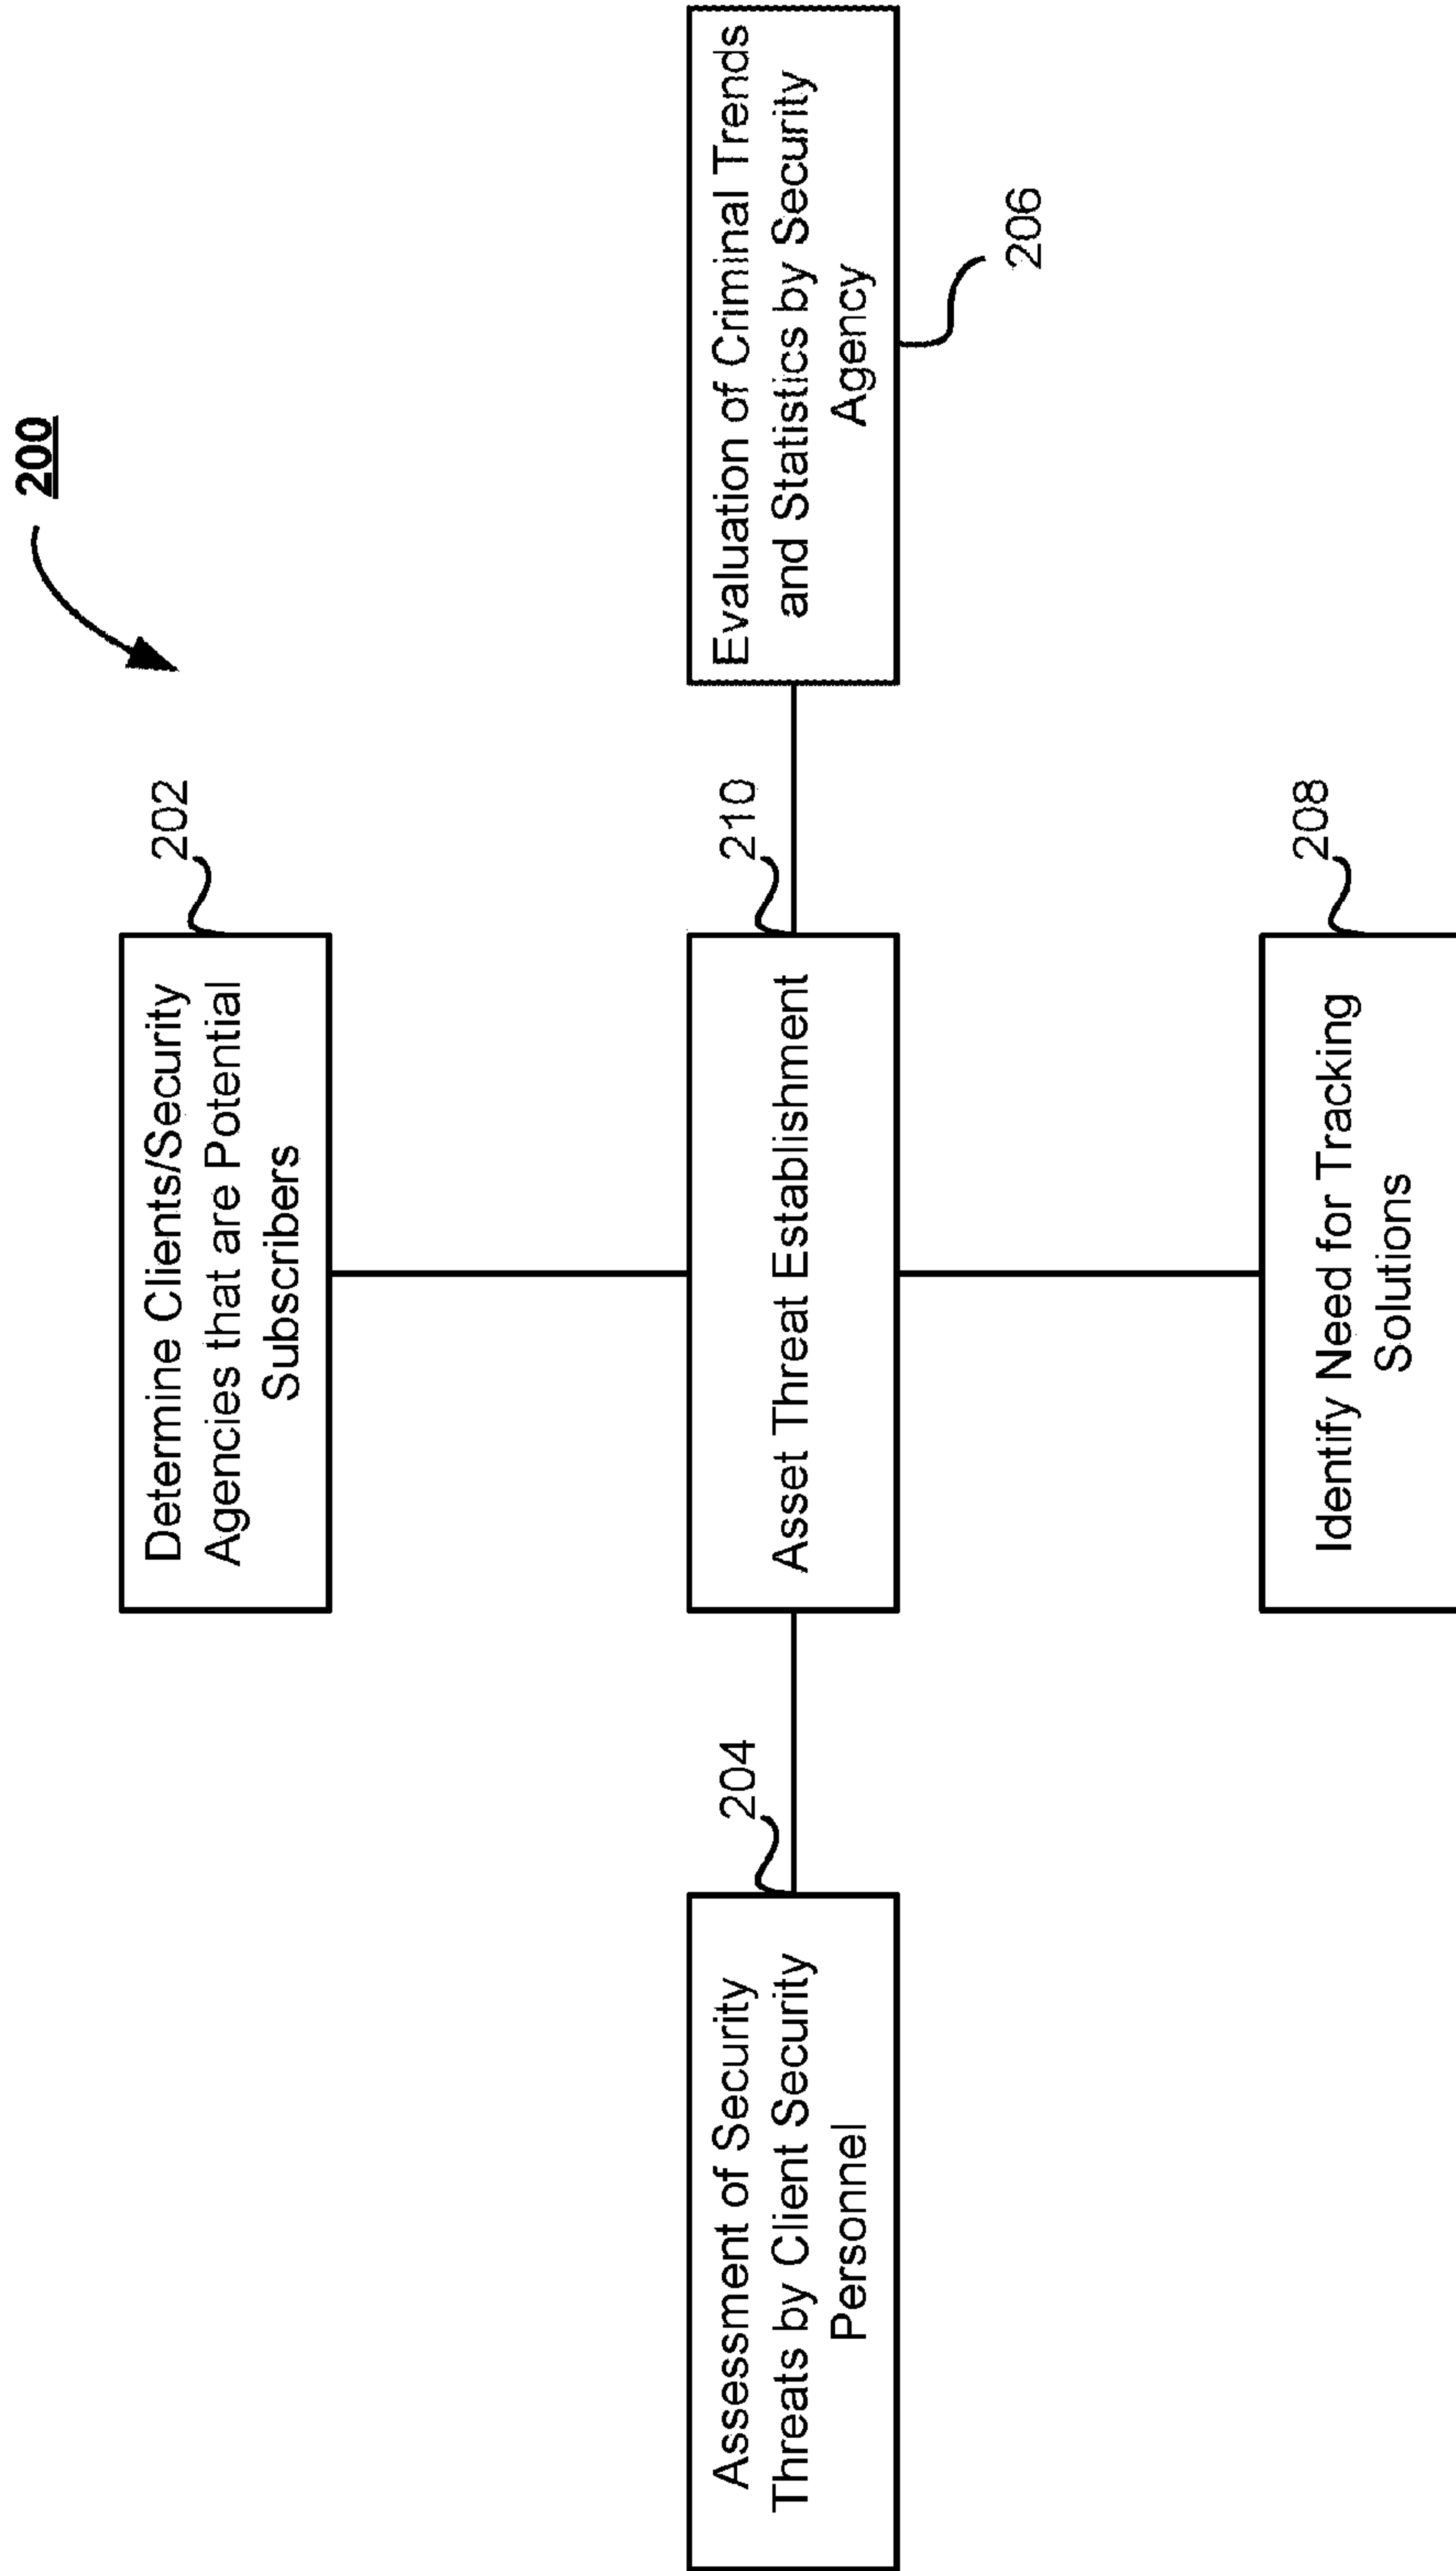 200
Determine Clients/Security
Agencies that are Potential
Subscribers
202
Assessment of Security
Threats by Client Security
Personnel
204
Asset Threat Establishment
210
Evaluation of Criminal Trends
and Statistics by Security
Agency
206
Identify Need for Tracking
Solutions
208